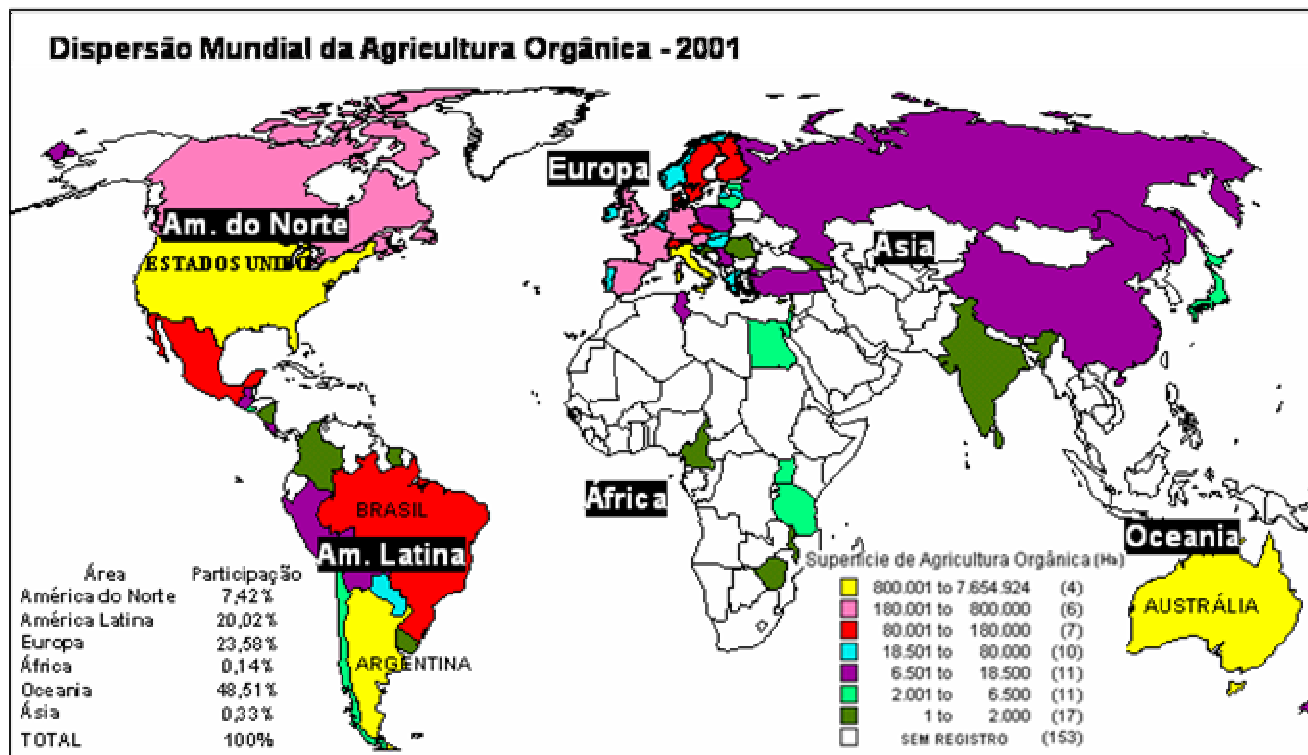 Dispersão Mundial da Agricultura Orgânica - 2001
Europa
Am. do Norte
ESTADOS UNIDOS
Ásia
África
BRASIL
Am. Latina
Oceania
AUSTRÁLIA
ARGENTINA
Área Participação
América do Norte 7,42%
América Latina 20,02%
Europa 23,58%
África 0,14%
Oceania 48,51%
Ásia 0,33%
TOTAL 100%
Superfície de Agricultura Orgânica (Ha)
800.001 to 7.654.924 (4)
180.001 to 800.000 (6)
80.001 to 180.000 (7)
18.501 to 80.000 (10)
6.501 to 18.500 (11)
2.001 to 6.500 (11)
1 to 2.000 (17)
SEM REGISTRO (153)